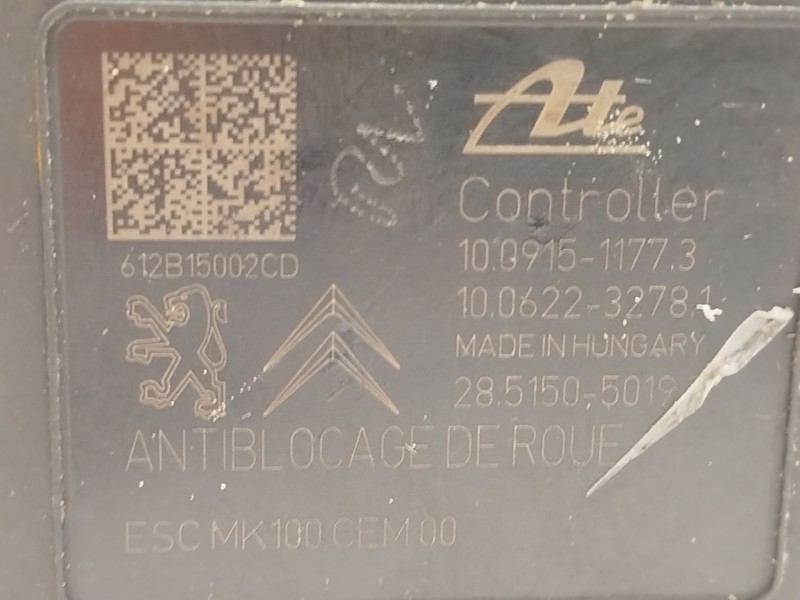 Ate
Controller
612B15002CD
10.0915-1177.3
10.0622-3278.1
MADE IN HUNGARY
28.5150-5019
ANTIBLOCAGE DE ROUE
ESC MK100 CEM 00